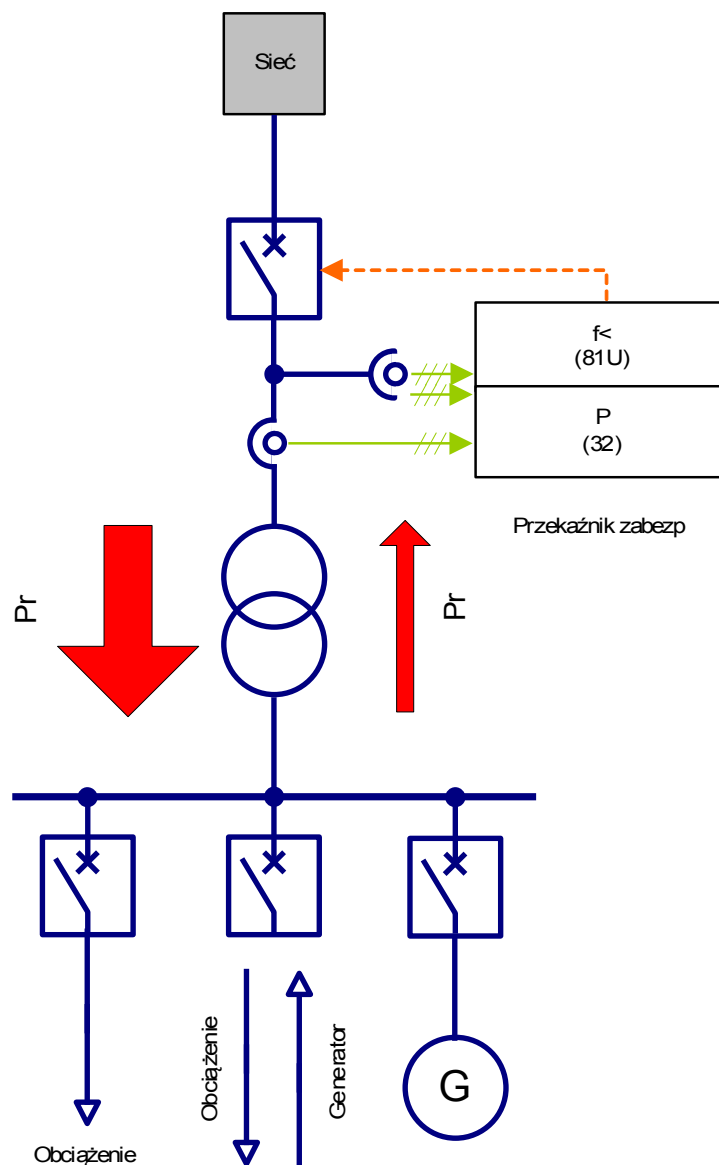 Sieć
f<
(81U)
P
(32)
Przekaźnik zabezp
Pr
Pr
Obciążenie
Generator
G
Obciążenie